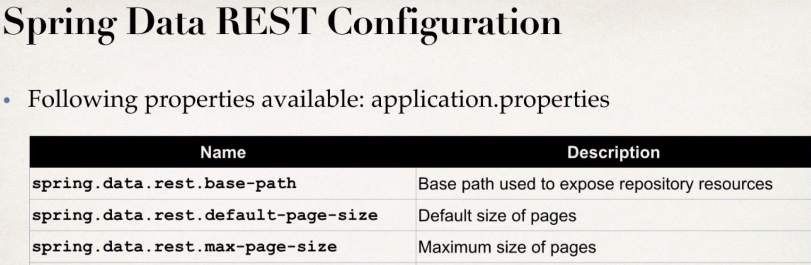 Spring Data REST Configuration
• Following properties available: application.properties
Name Description
spring.data.rest.base-path Base path used to expose repository resources
spring.data.rest.default-page-size Default size of pages
spring.data.rest.max-page-size Maximum size of pages